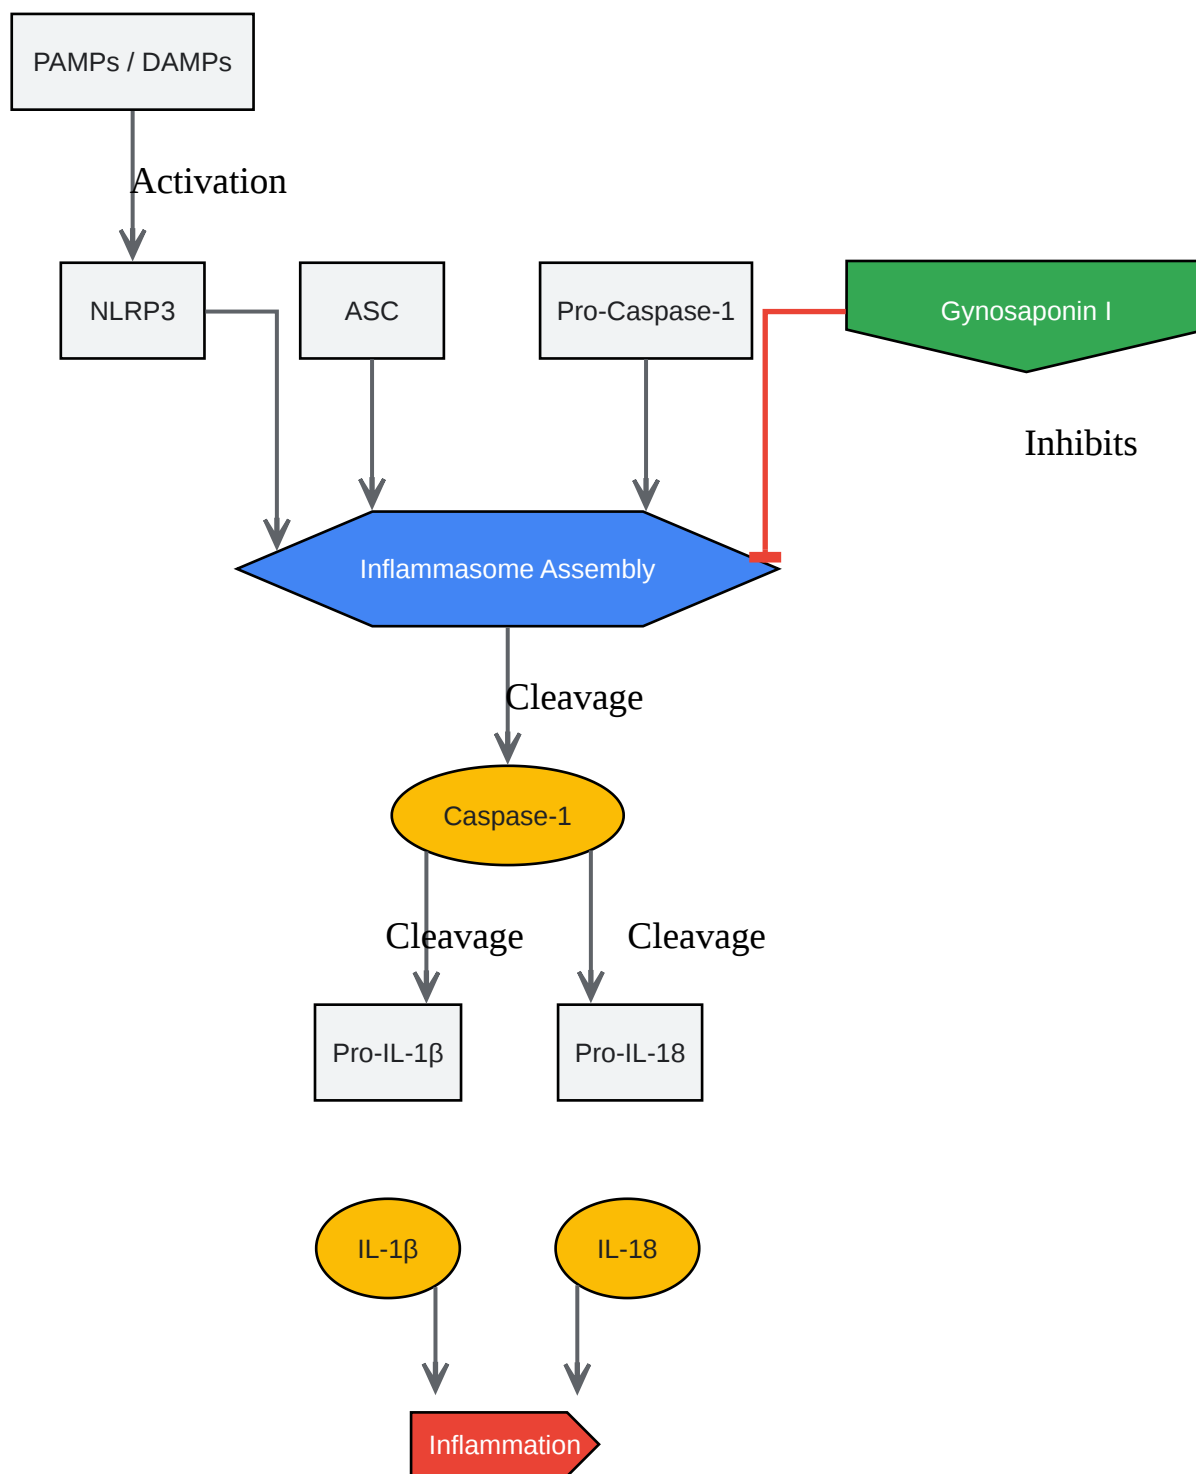 PAMPs / DAMPs
Activation
NLRP3
ASC
Pro-Caspase-1
Gynosaponin I
Inhibits
Inflammasome Assembly
Cleavage
Caspase-1
Cleavage
Cleavage
Pro-IL-1β
Pro-IL-18
IL-1β
IL-18
Inflammation